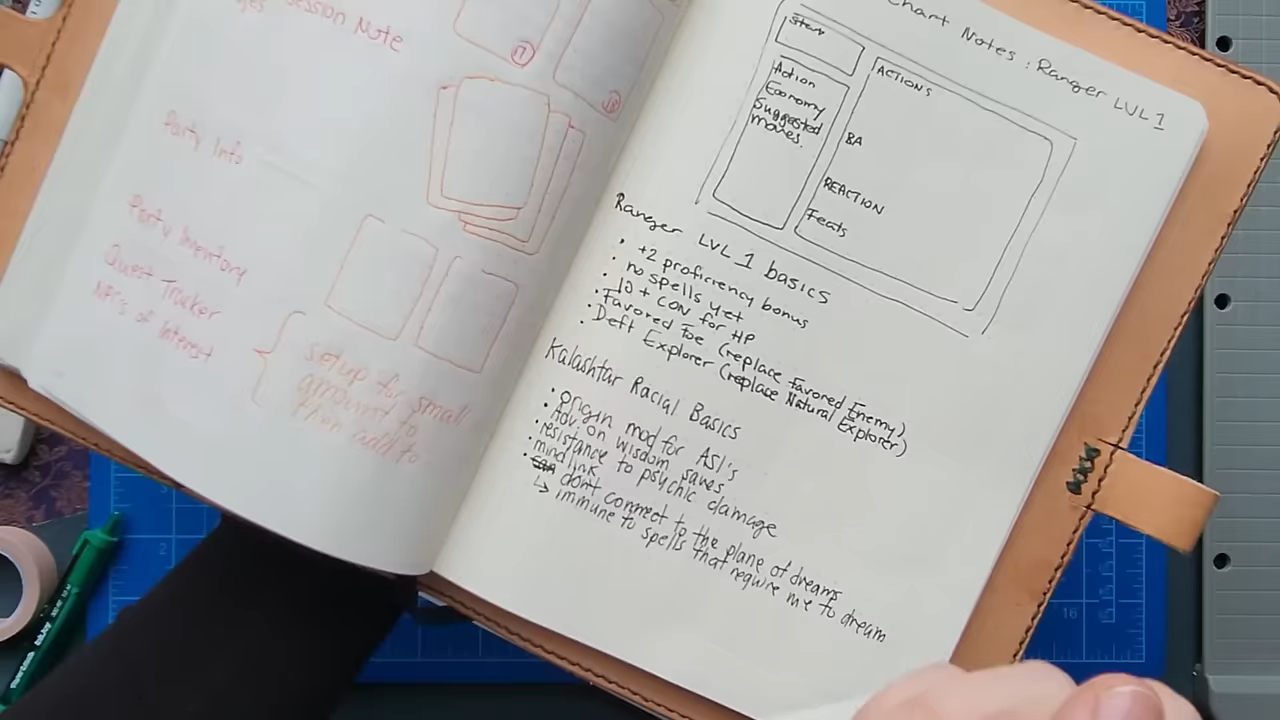 Session Note
17
18
Party Info
Party Inventory
Quest Tracker
NPC's of Interest
setup for small
amount to
then add to
Chart Notes: Ranger LVL 1
Action
Economy
Suggested
moves.
ACTIONS
BA
REACTION
Feats
Ranger LVL 1 basics
• +2 proficiency bonus
• no spells yet
• 10 + CON for HP
• Favored Foe (replace Favored Enemy)
• Deft Explorer (replace Natural Explorer)
Kalashtar Racial Basics
• origin mod for ASI's
• Adv on wisdom saves
• resistance to psychic damage
• mind link
• don't connect to the plane of dreams
↳ immune to spells that require me to dream